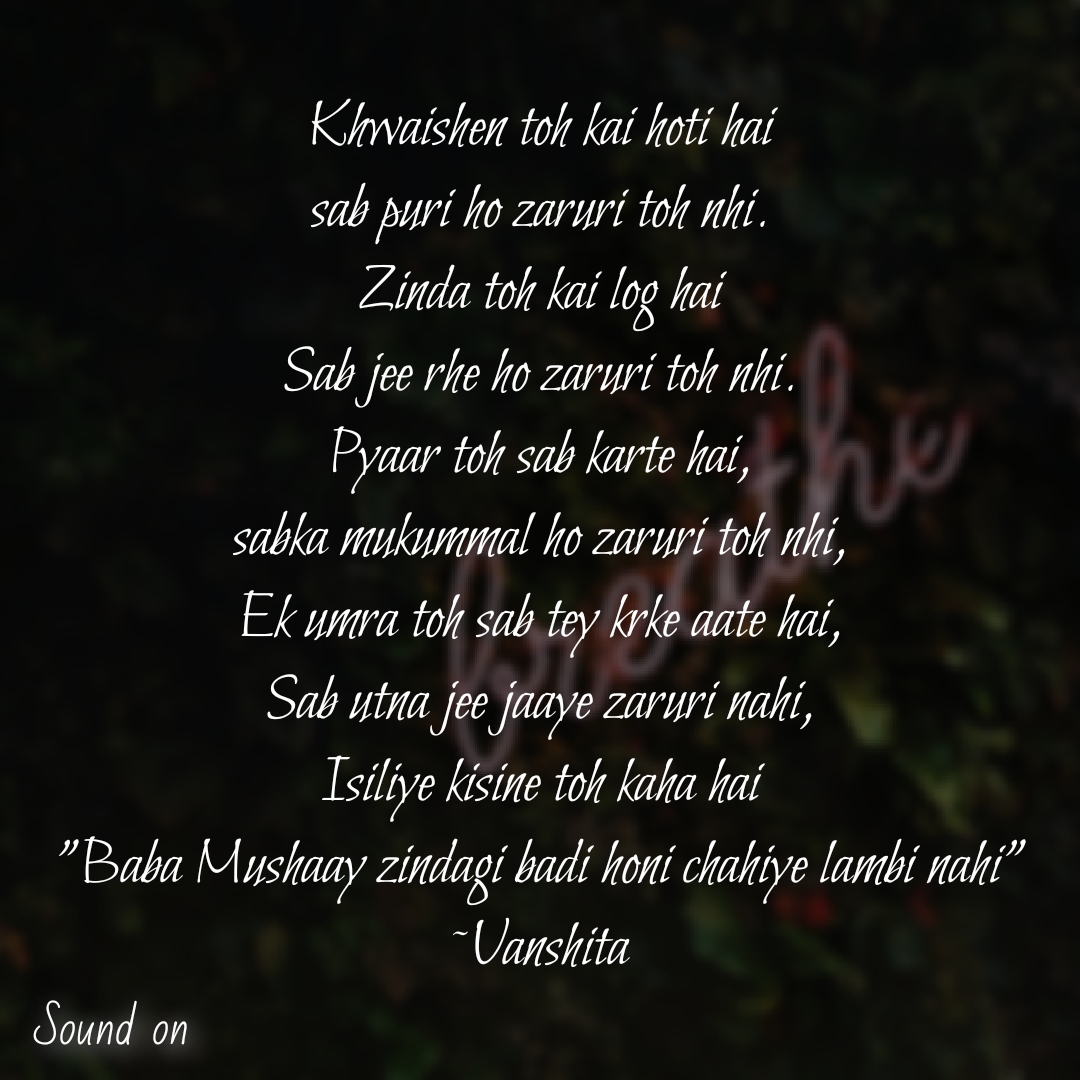 Khwaishen toh kai hoti hai
sab puri ho zaruri toh nhi.
Zinda toh kai log hai
Sab jee rhe ho zaruri toh nhi.
Pyaar toh sab karte hai,
sabka mukummal ho zaruri toh nhi,
Ek umra toh sab tey krke aate hai,
Sab utna jee jaaye zaruri nahi,
Isiliye kisine toh kaha hai
"Baba Mushaay zindagi badi honi chahiye lambi nahi"
~Vanshita
Sound on
breathe